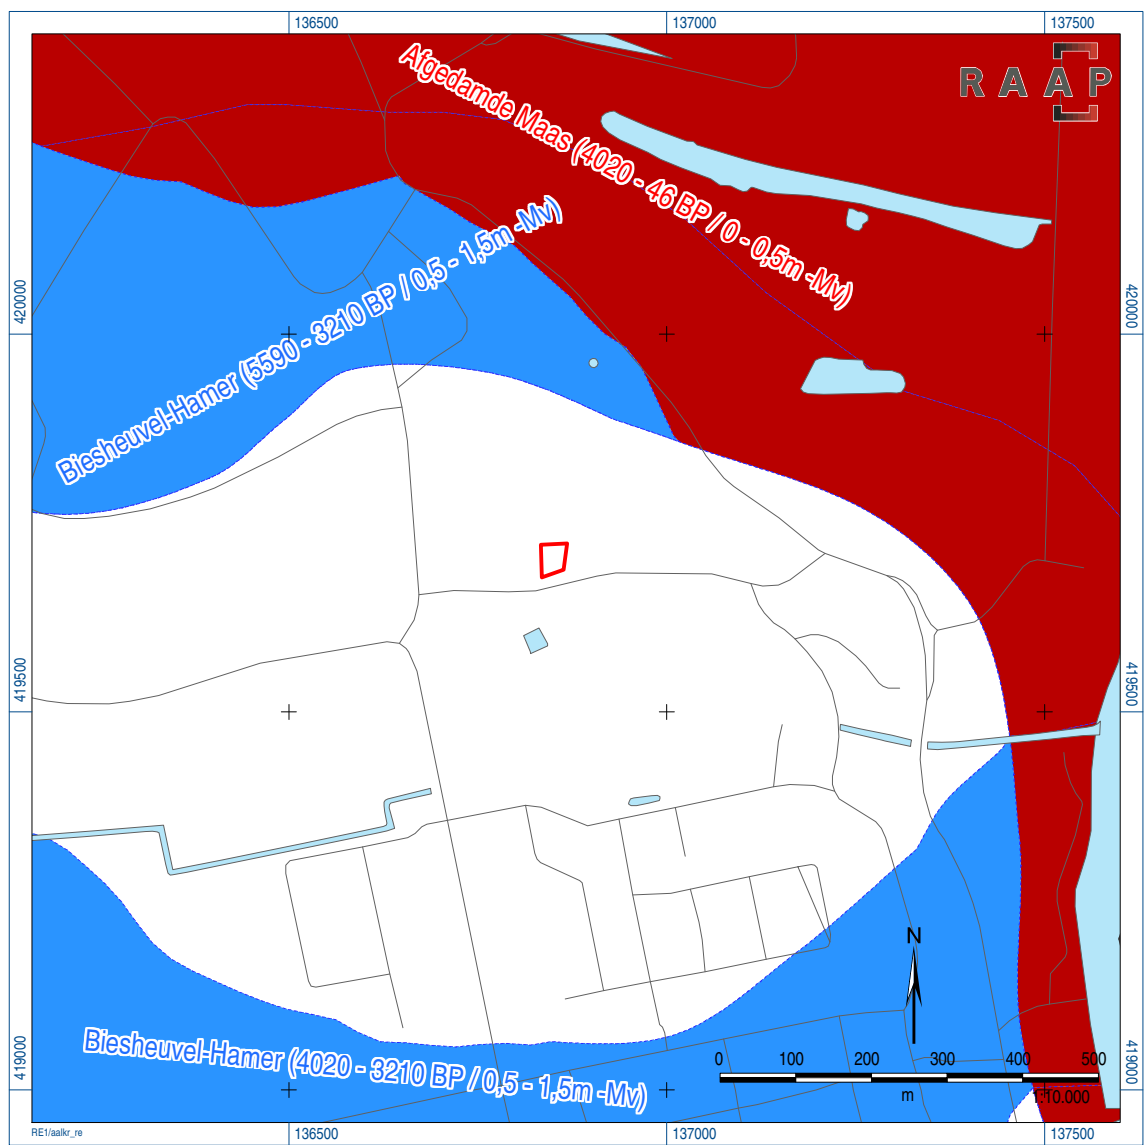 136500
137000
137500
RAAP
Afgedamde Maas (4020 - 46 BP / 0 - 0,5m -Mv)
Biesheuvel-Hamer (5590 - 3210 BP / 0,5 - 1,5m -Mv)
420000
420000
419500
419500
N
Biesheuvel-Hamer (4020 - 3210 BP / 0,5 - 1,5m -Mv)
419000
419000
0 100 200 300 400 500
m
1:10.000
RE1/aalkr_re
136500
137000
137500